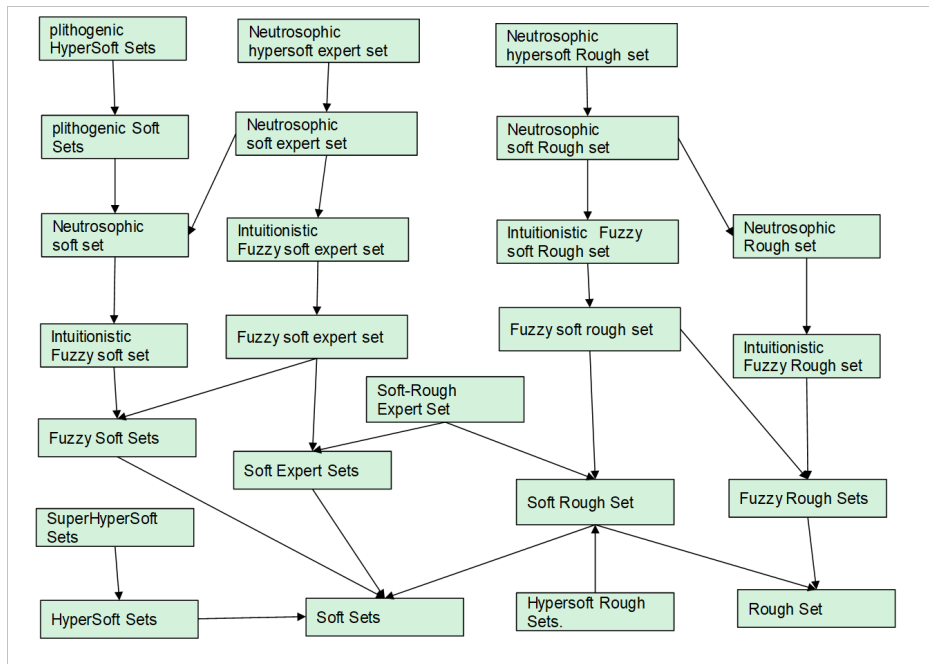 plithogenic
HyperSoft Sets
Neutrosophic
hypersoft expert set
Neutrosophic
hypersoft Rough set
plithogenic Soft
Sets
Neutrosophic
soft expert set
Neutrosophic
soft Rough set
Neutrosophic
soft set
Intuitionistic
Fuzzy soft expert set
Intuitionistic Fuzzy
soft Rough set
Neutrosophic
Rough set
Intuitionistic
Fuzzy soft set
Fuzzy soft expert set
Fuzzy soft rough set
Intuitionistic
Fuzzy Rough set
Soft-Rough
Expert Set
Fuzzy Soft Sets
Soft Expert Sets
Soft Rough Set
Fuzzy Rough Sets
SuperHyperSoft
Sets
HyperSoft Sets
Soft Sets
Hypersoft Rough
Sets.
Rough Set